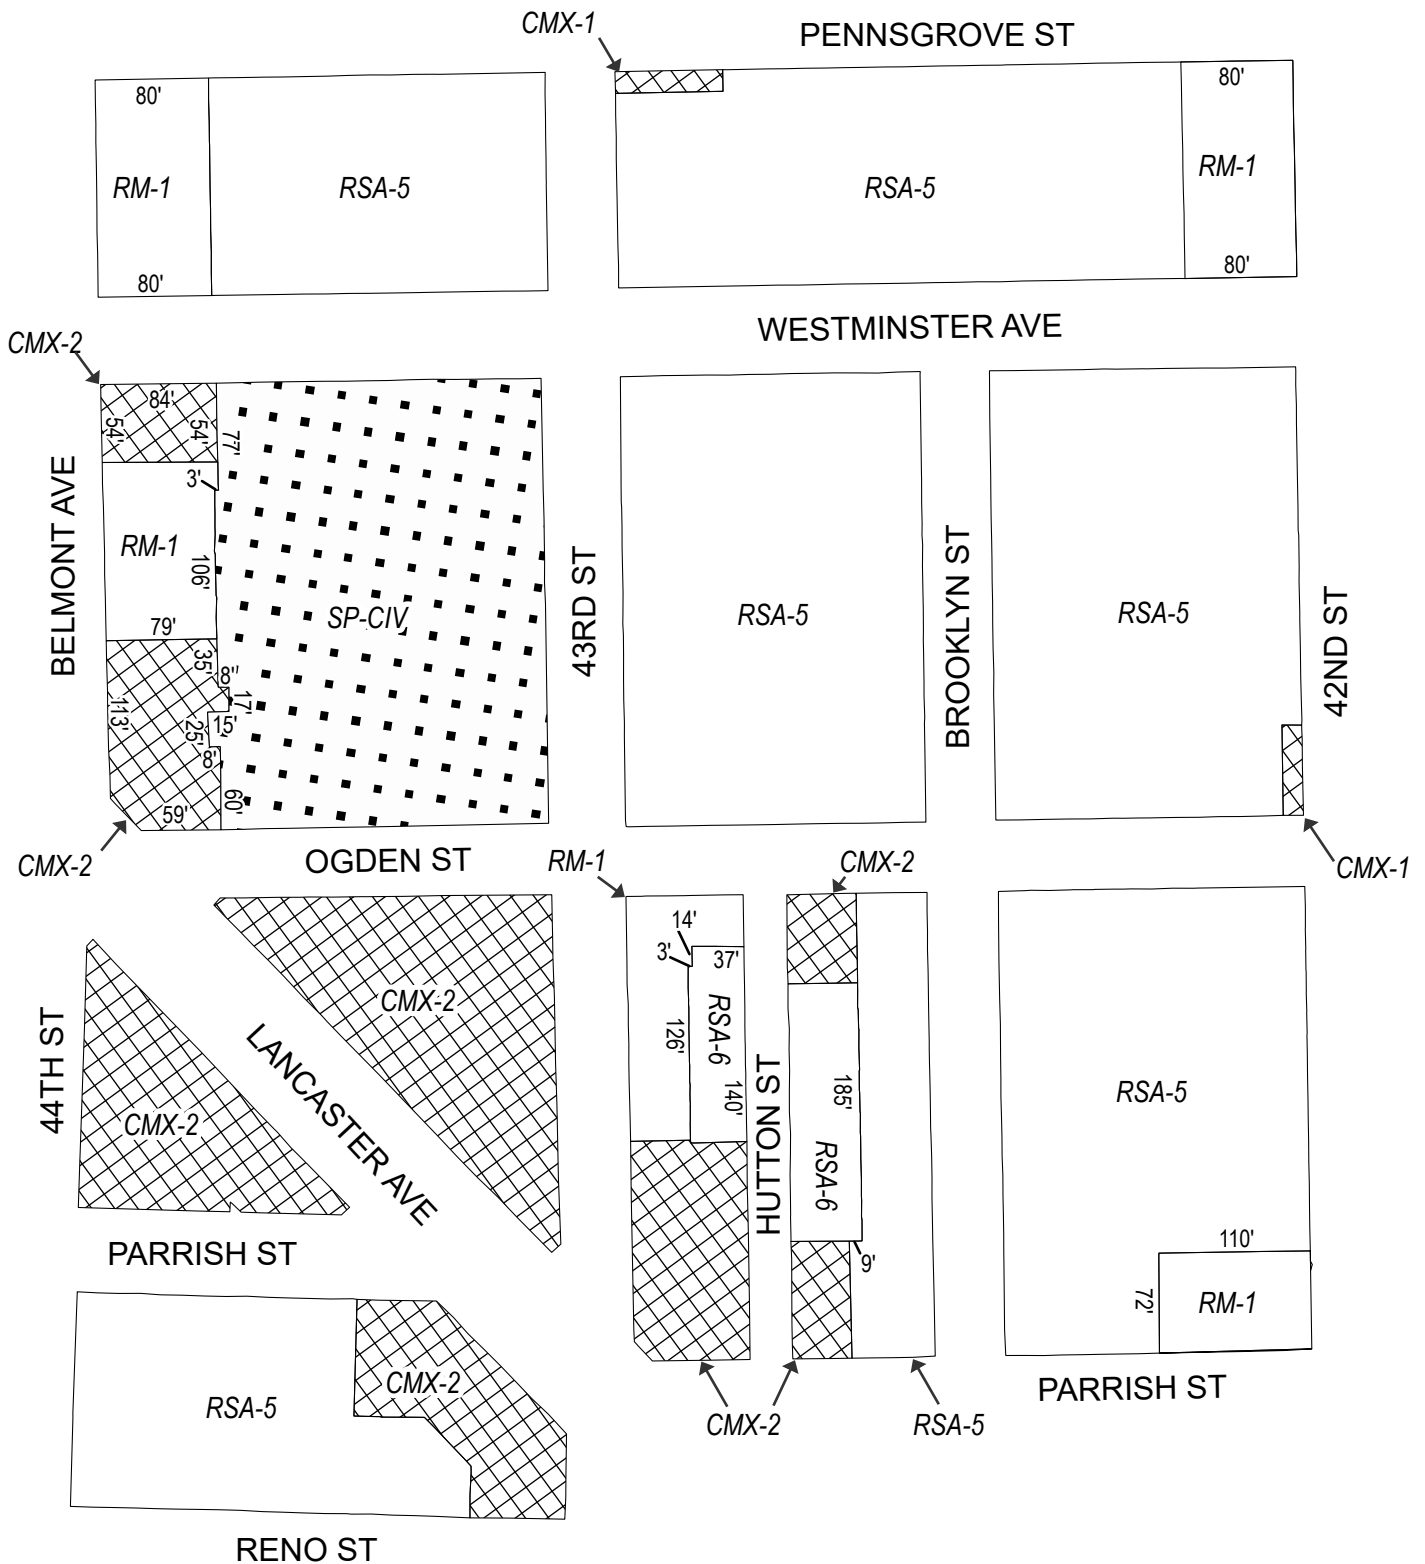 CMX-1
PENNSGROVE ST
80'
80'
RM-1
RSA-5
RSA-5
RM-1
80'
80'
WESTMINSTER AVE
CMX-2
84'
54'
54'
77'
BELMONT AVE
3'
RM-1
106'
SP-CIV
79'
43RD ST
RSA-5
BROOKLYN ST
RSA-5
42ND ST
35'
8'
17'
113'
25'
15'
8'
59'
60'
CMX-2
OGDEN ST
RM-1
CMX-2
CMX-1
14'
3'
37'
CMX-2
RSA-6
126'
140'
44TH ST
CMX-2
LANCASTER AVE
HUTTON ST
185'
RSA-6
RSA-5
PARRISH ST
9'
110'
72'
RM-1
RSA-5
CMX-2
CMX-2
RSA-5
PARRISH ST
RENO ST